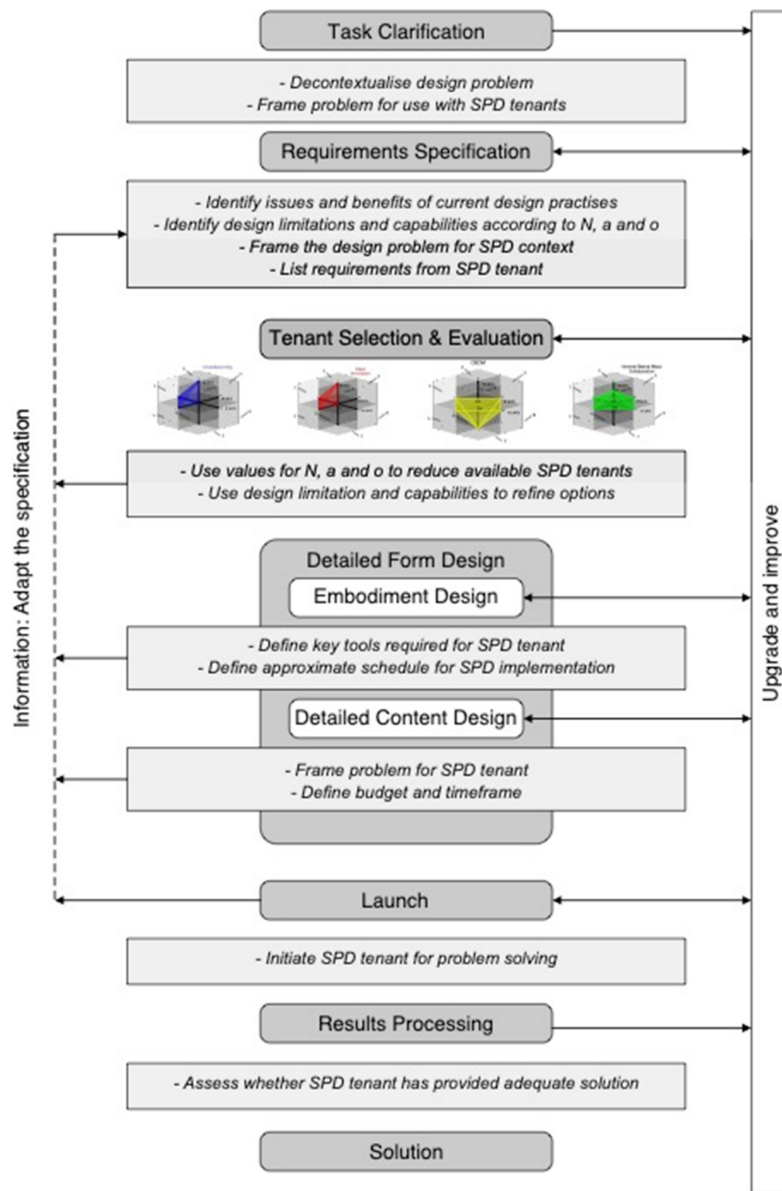 Task Clarification
- Decontextualise design problem
- Frame problem for use with SPD tenants
Requirements Specification
- Identify issues and benefits of current design practises
- Identify design limitations and capabilities according to N, a and o
- Frame the design problem for SPD context
- List requirements from SPD tenant
Tenant Selection & Evaluation
- Use values for N, a and o to reduce available SPD tenants
- Use design limitation and capabilities to refine options
Detailed Form Design
Embodiment Design
- Define key tools required for SPD tenant
- Define approximate schedule for SPD implementation
Detailed Content Design
- Frame problem for SPD tenant
- Define budget and timeframe
Launch
- Initiate SPD tenant for problem solving
Results Processing
- Assess whether SPD tenant has provided adequate solution
Solution
Information: Adapt the specification
Upgrade and improve